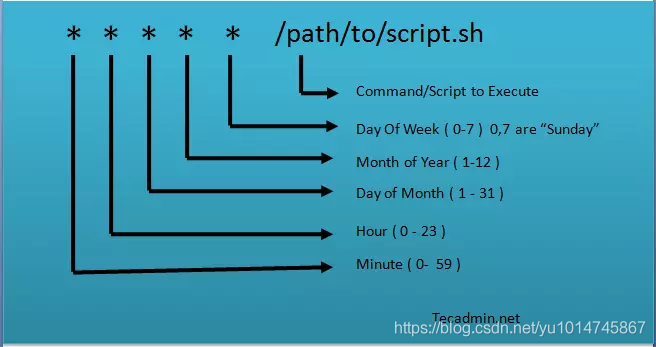 * * * * * /path/to/script.sh
Command/Script to Execute
Day Of Week ( 0-7 ) 0,7 are “Sunday”
Month of Year ( 1-12 )
Day of Month ( 1 - 31 )
Hour ( 0 - 23 )
Minute ( 0- 59 )
Tecadmin.net
https://blog.csdn.net/yu1014745867